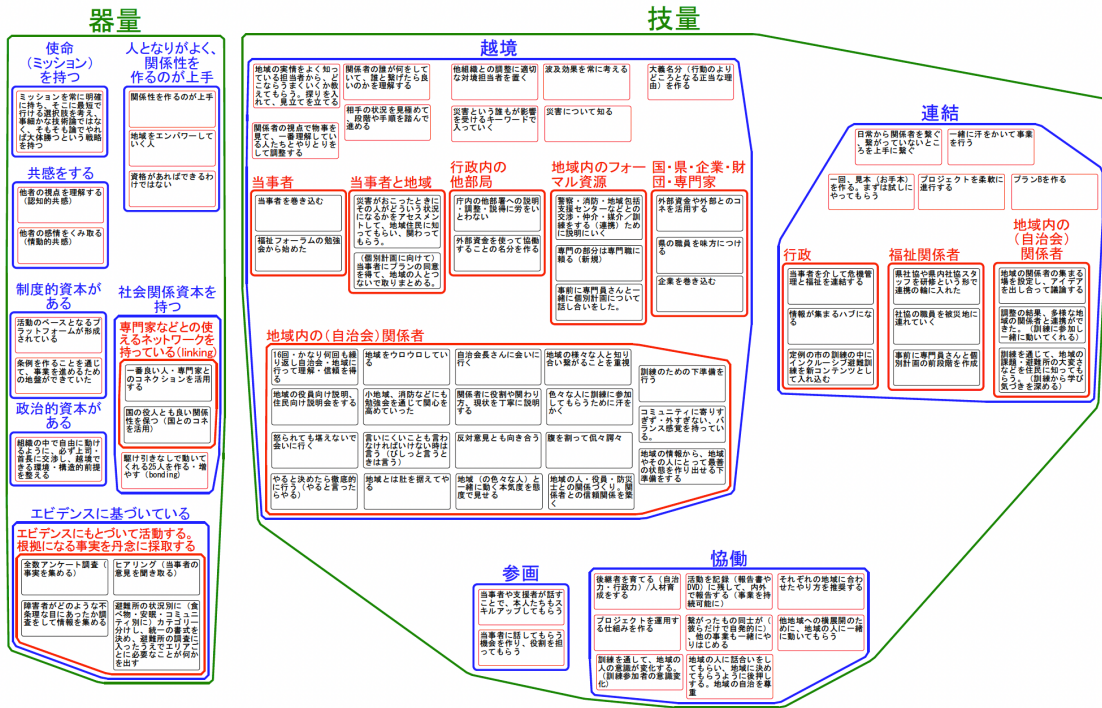 器量
使命
（ミッション）
を持つ
ミッションを常に明確
に持ち、そこに最短で
行ける選択肢を考え、
事細かな技術論ではな
く、そもそも論でやれ
ば大体勝つという戦略
を持つ
人となりがよく、
関係性を
作るのが上手
関係性を作るのが上手
地域をエンパワーして
いく人
資格があればできるわ
けではない
共感をする
他者の視点を理解する
（認知的共感）
他者の感情をくみ取る
（情動的共感）
制度的資本が
ある
活動のベースとなるプ
ラットフォームが形成さ
れている
条例を作ることを通じ
て、事業を進めるため
の地盤ができていた
政治的資本が
ある
組織の中で自由に動け
るように、必ず上司・
首長に交渉し、越境で
きる環境・構造的前提
を整える
社会関係資本を
持つ
専門家などとの使
えるネットワークを
持っている(linking)
一番良い人・専門家と
のコネクションを活用す
る
国の役人とも良い関係
性を保つ（国とのコネ
を活用）
駆け引きなしで動いて
くれる25人を作る・増
やす(bonding)
エビデンスに基づいている
エビデンスにもとづいて活動する。
根拠になる事実を丹念に採取する
全数アンケート調査（
事実を集める）
ヒアリング（当事者の
意見を聞き取る）
障害者がどのような不
条理な目にあったか調
査をして情報を集める
避難所の状況別に（食
べ物・安眠・コミュニ
ティ別に）カテゴリー
分けし、統一の書式を
決め、避難所の調査に
入ったうえでエリアご
とに必要なことが何か
を出す
技量
越境
地域の実情をよく知っ
ている担当者から、ど
こならうまくいくか教
えてもらう。探りを入
れて、見立てを立てる
関係者の誰が何をして
いて、誰と繋げたら良
いのかを理解する
他組織との調整に適切
な対境担当者を置く
波及効果を常に考える
大義名分（行動のより
どころとなる正当な理
由）を作る
関係者の視点で物事を
見て、一番理解している
人たちとやりとりをし
て調整する
相手の状況を見極めて、
段階や手順を踏んで
進める
災害という誰もが影響
を受けるキーワードで
入っていく
災害について知る
当事者
当事者を巻き込む
福祉フォーラムの勉強
会から始めた
当事者と地域
災害がおこったときに
その人がどういう状況
になるかをアセスメン
トして、地域住民に知
ってもらい、関わって
もらう。
（個別計画に向けて）
当事者にプランの同意
を得て、地域の人とつ
ないで取りまとめる。
行政内の
他部局
庁内の他部署への説明
・調整・説得に労をい
とわない
外部資金を使って協働
することの名分を作る
地域内のフォー
マル資源
警察・消防・地域包括
支援センターなどとの
交渉・仲介・媒介／訓
練をする（連携）ため
に説明にいく
専門の部分は専門職に
頼る（新規）
事前に専門員さんと一
緒に個別計画について
話し合いをした。
国・県・企業・財
団・専門家
外部資金や外部とのコ
ネを活用する
県の職員を味方につけ
る
企業を巻き込む
地域内の（自治会）関係者
16回・かなり何回も繰
り返し自治会・地域に
行って理解・信頼を得
る
地域をウロウロしてい
る
自治会長さんに会いに
行く
地域の様々な人と知り
合い繋がることを重視
訓練のための下準備を
行う
地域の役員向け説明、
住民向け説明会をする
小地域、消防などにも
勉強会を通じて関心を
高めていった
関係者に役割や関わり
方、現状を丁寧に説明
する
色々な人に訓練に参加
してもらうために汗をか
く
コミュニティに寄りす
ぎず・外すぎない、バ
ランス感覚を持っている。
怒られても堪えないで
会いに行く
言いにくいことも言わ
なければいけない時は
言う（びしっと言うと
きは言う）
反対意見とも向き合う
腹を割って侃々諤々
地域の情報から、地域
やその人にとって最善
の状態を作り出せる下
準備をする
やると決めたら徹底的
に行う（やると言った
らやる）
地域とは肚を据えてや
る
地域（の色々な人）と
一緒に動く本気度を態
度で見せる
地域の人・役員・防災
士との関係づくり。関
係者との信頼関係を築
く
連結
日常から関係者を繋
ぐ、繋がっていないと
ころを上手に繋ぐ
一緒に汗をかいて事業
を行う
一回、見本（お手本）
を作る。まずは試しに
やってもらう
プロジェクトを柔軟に
進行する
プランBを作る
行政
当事者を介して危機管
理と福祉を連結する
情報が集まるハブにな
る
定例の市の訓練の中に
インクルーシブ避難訓
練を新コンテンツとし
て入れ込む
福祉関係者
県社協や県内社協スタ
ッフを研修という形で
連携の輪に入れた
社協の職員を被災地に
連れていく
事前に専門員さんと個
別計画の前段階を作成
地域内の
（自治会）
関係者
地域の関係者の集まる
場を設定し、アイデア
を出し合って議論する
調整の結果、多様な地
域の関係者と連携がで
きた。（訓練に参加し
一緒に動いてくれる）
訓練を通じて、地域の
課題・避難所の大変さ
などを住民に知っても
らう。（訓練から学び
気づきを深める）
参画
当事者や支援者が話
すことで、本人たちもス
キルアップしてもらう
当事者に話してもらう
機会を作り、役割を担
ってもらう
協働
後継者を育てる（自治
力・行政力）/人材育
成をする
活動を記録（報告書や
DVD）に残して、内外
で報告する（事業を持
続可能に）
それぞれの地域に合わ
せたやり方を推奨する
プロジェクトを運用す
る仕組みを作る
繋がったもの同士が（
彼らだけで自発的に）
、他の事業も一緒にや
りはじめる
他地域への横展開のた
めに、地域の人に一緒
に動いてもらう
訓練を通して、地域の
人の意識が変化する。
（訓練参加者の意識変
化）
地域の人に話合いをし
てもらい、地域に決め
てもらうように後押し
する。地域の自治を尊
重